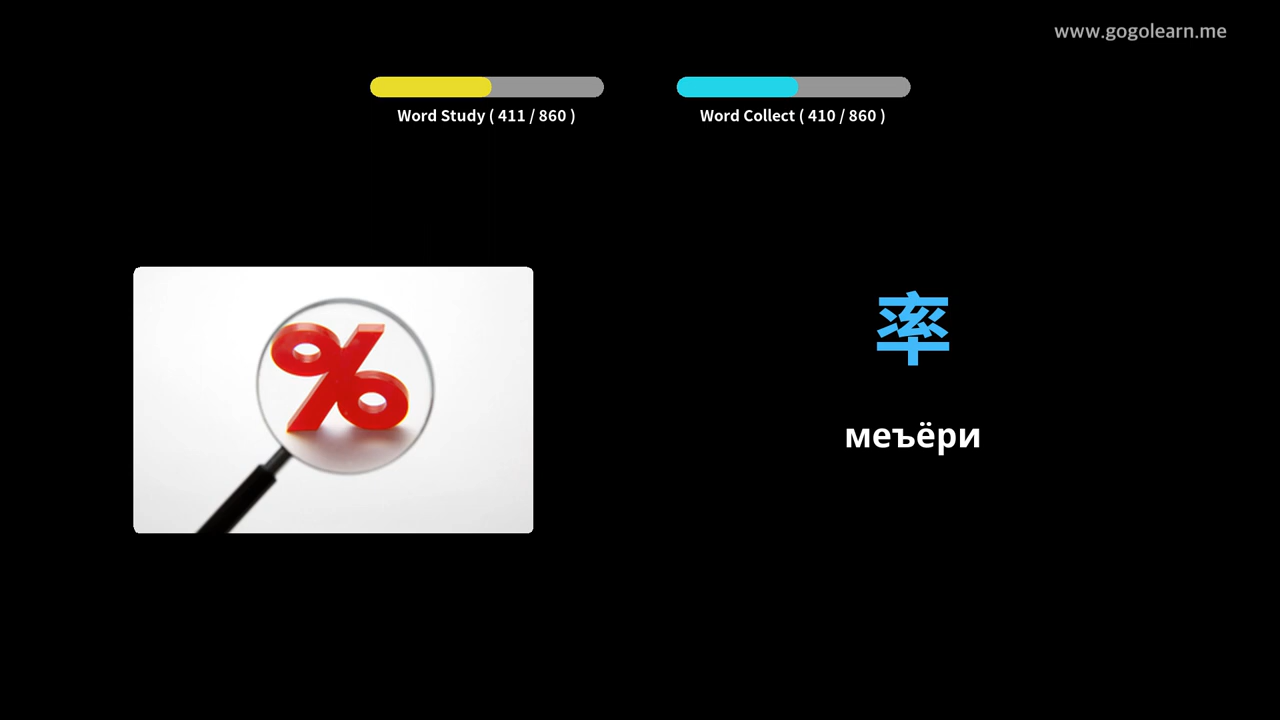 www.gogolearn.me
Word Study ( 411 / 860 )
Word Collect ( 410 / 860 )
%
率
меъёри